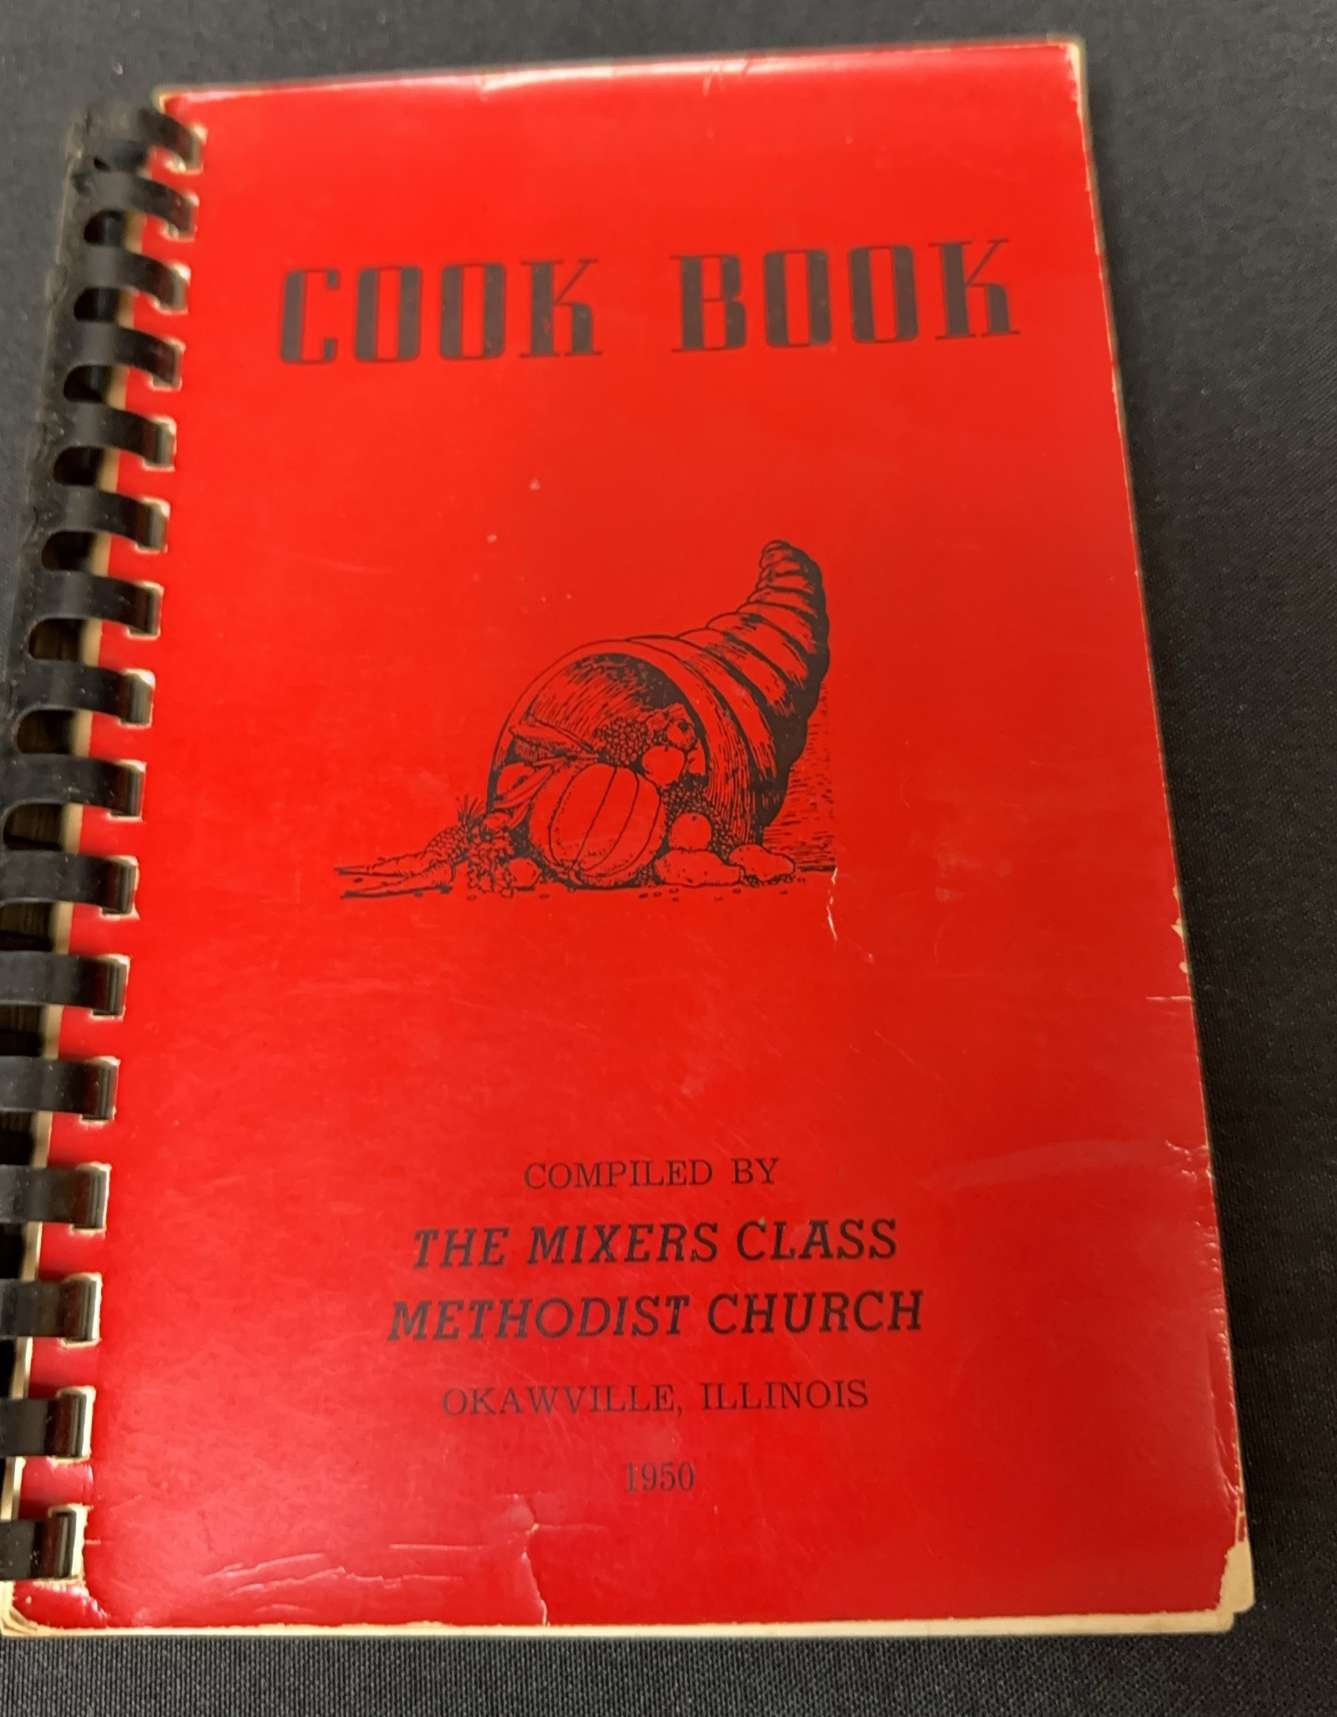 COOK BOOK
COMPILED BY
THE MIXERS CLASS
METHODIST CHURCH
OKAWVILLE, ILLINOIS
1950